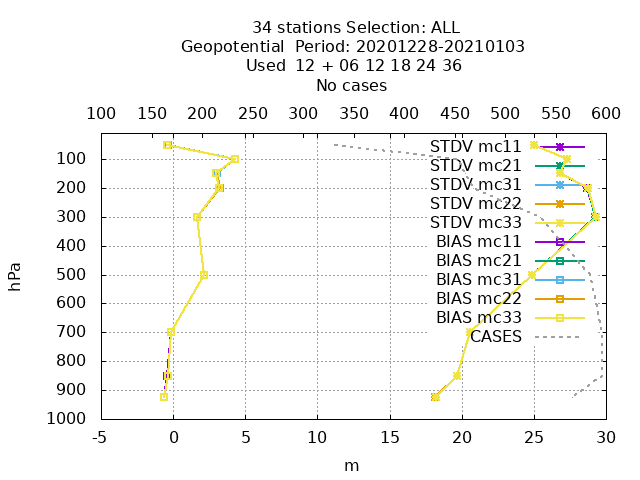 34 stations Selection: ALL
Geopotential  Period: 20201228-20210103
Used  12 + 06 12 18 24 36
No cases
100 150 200 250 300 350 400 450 500 550 600
STDV mc11
STDV mc21
STDV mc31
STDV mc22
STDV mc33
BIAS mc11
BIAS mc21
BIAS mc31
BIAS mc22
BIAS mc33
CASES
hPa
100
200
300
400
500
600
700
800
900
1000
-5 0 5 10 15 20 25 30
m